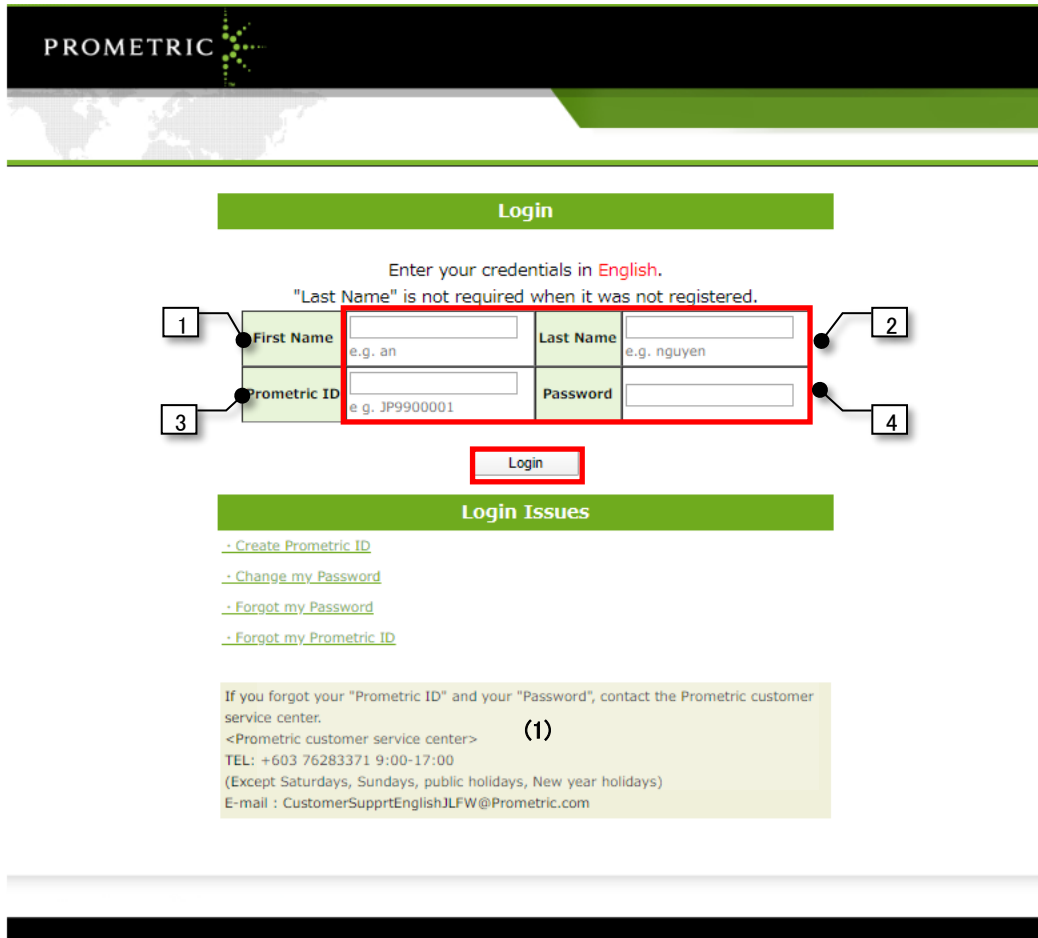 PROMETRIC
Login
Enter your credentials in English.
"Last Name" is not required when it was not registered.
1
First Name
e.g. an
Last Name
e.g. nguyen
2
3
Prometric ID
e g. JP9900001
Password
4
Login
Login Issues
· Create Prometric ID
· Change my Password
· Forgot my Password
· Forgot my Prometric ID
If you forgot your "Prometric ID" and your "Password", contact the Prometric customer
service center.
(1)
<Prometric customer service center>
TEL: +603 76283371 9:00-17:00
(Except Saturdays, Sundays, public holidays, New year holidays)
E-mail : CustomerSupprtEnglishJLFW@Prometric.com